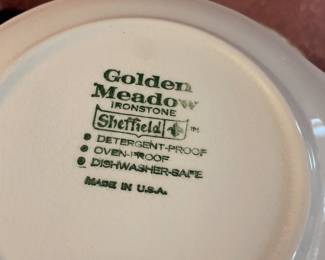 Golden
Meadow
IRONSTONE
Sheffield ™
• DETERGENT-PROOF
• OVEN-PROOF
• DISHWASHER-SAFE
MADE IN U.S.A.